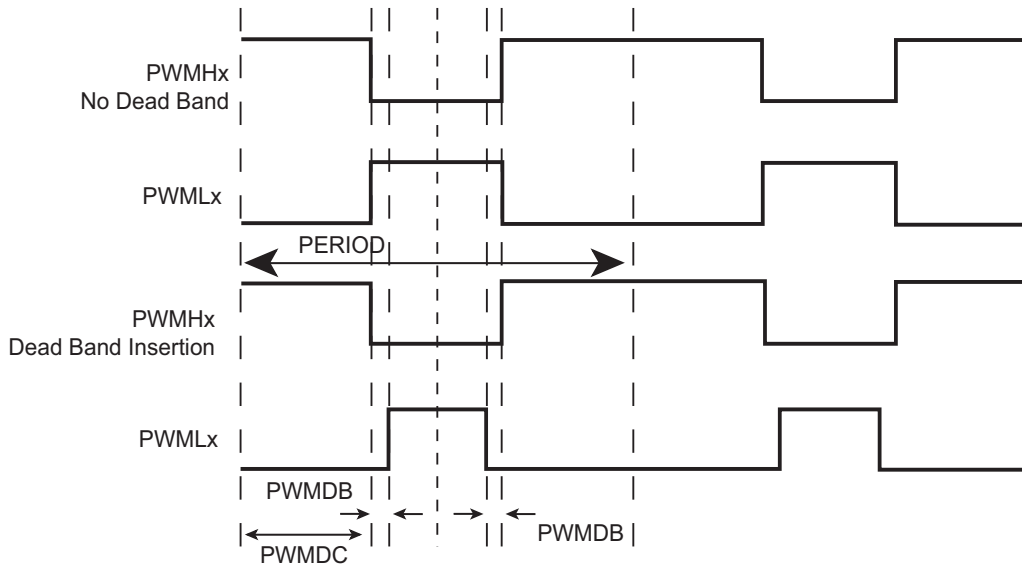 PWMHx
No Dead Band
PWMLx
PERIOD
PWMHx
Dead Band Insertion
PWMLx
PWMDB
PWMDB
PWMDC